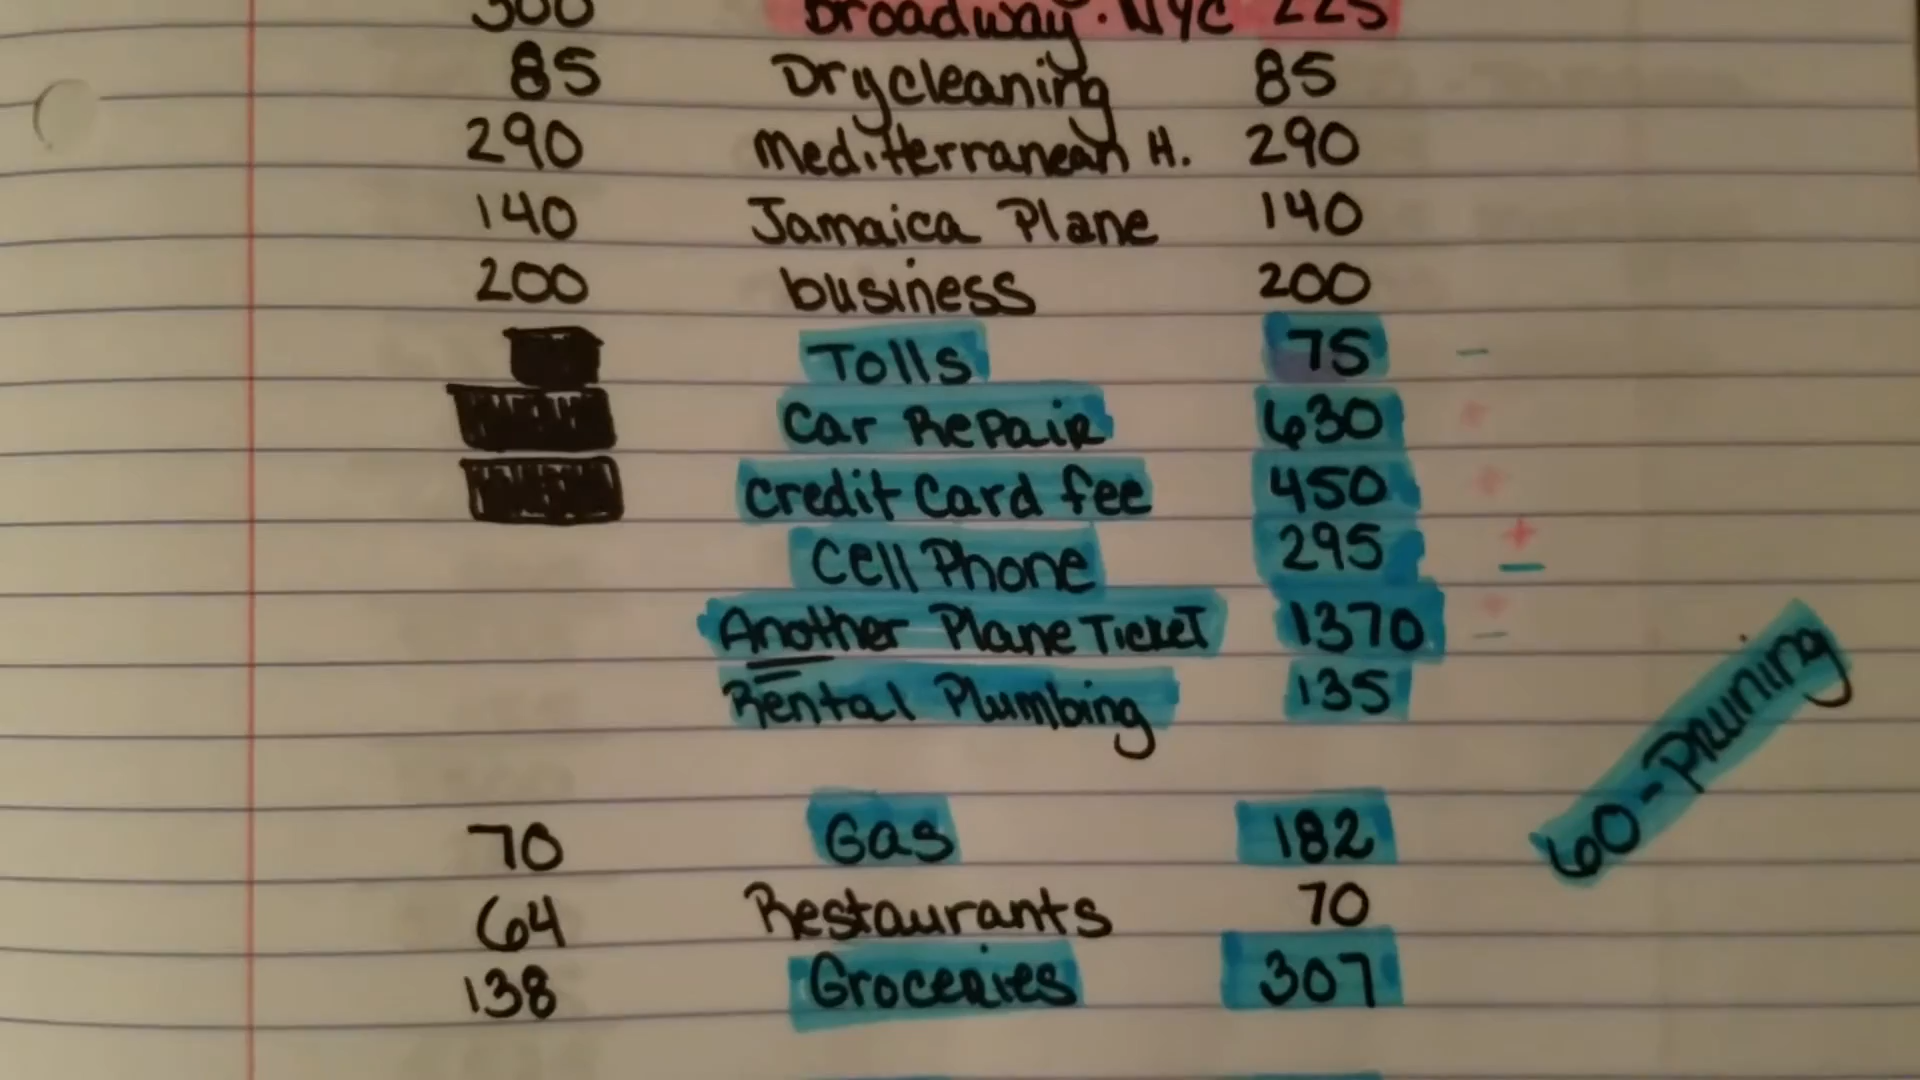 300 Broadway. NYC 225
85 Drycleaning 85
290 Mediterranean H. 290
140 Jamaica Plane 140
200 business 200
Tolls 75 -
Car Repair 630 +
Credit Card fee 450 +
Cell Phone 295 + -
Another Plane Ticket 1370 + -
Rental Plumbing 135
60-Pruning
70 Gas 182
64 Restaurants 70
138 Groceries 307